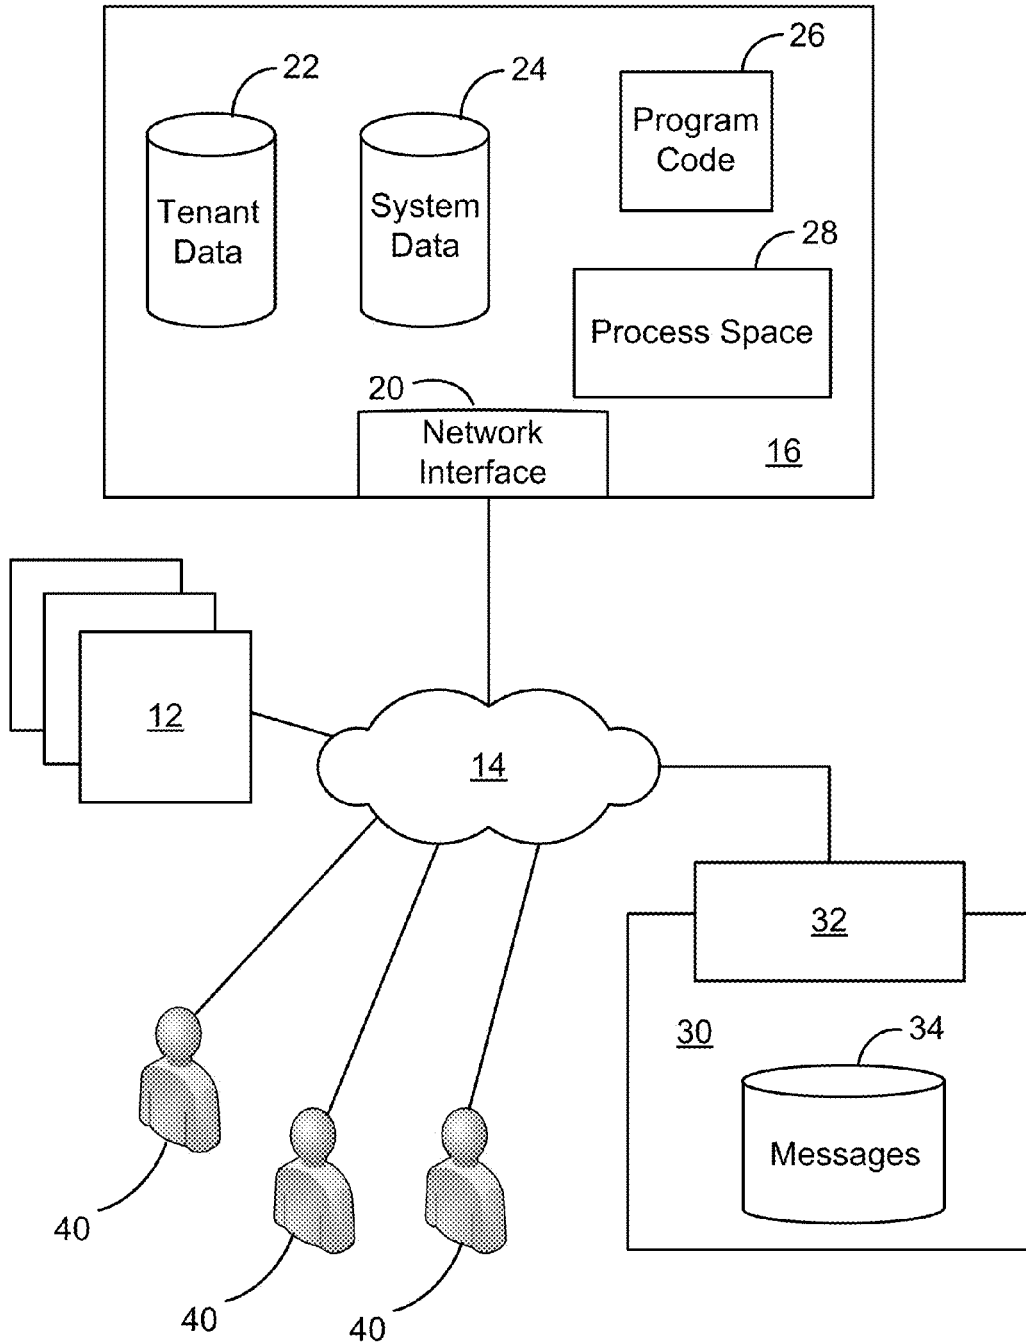 26
22
24
Program
Code
Tenant
Data
System
Data
28
Process Space
20
Network
Interface
16
12
14
32
30
34
Messages
40
40
40